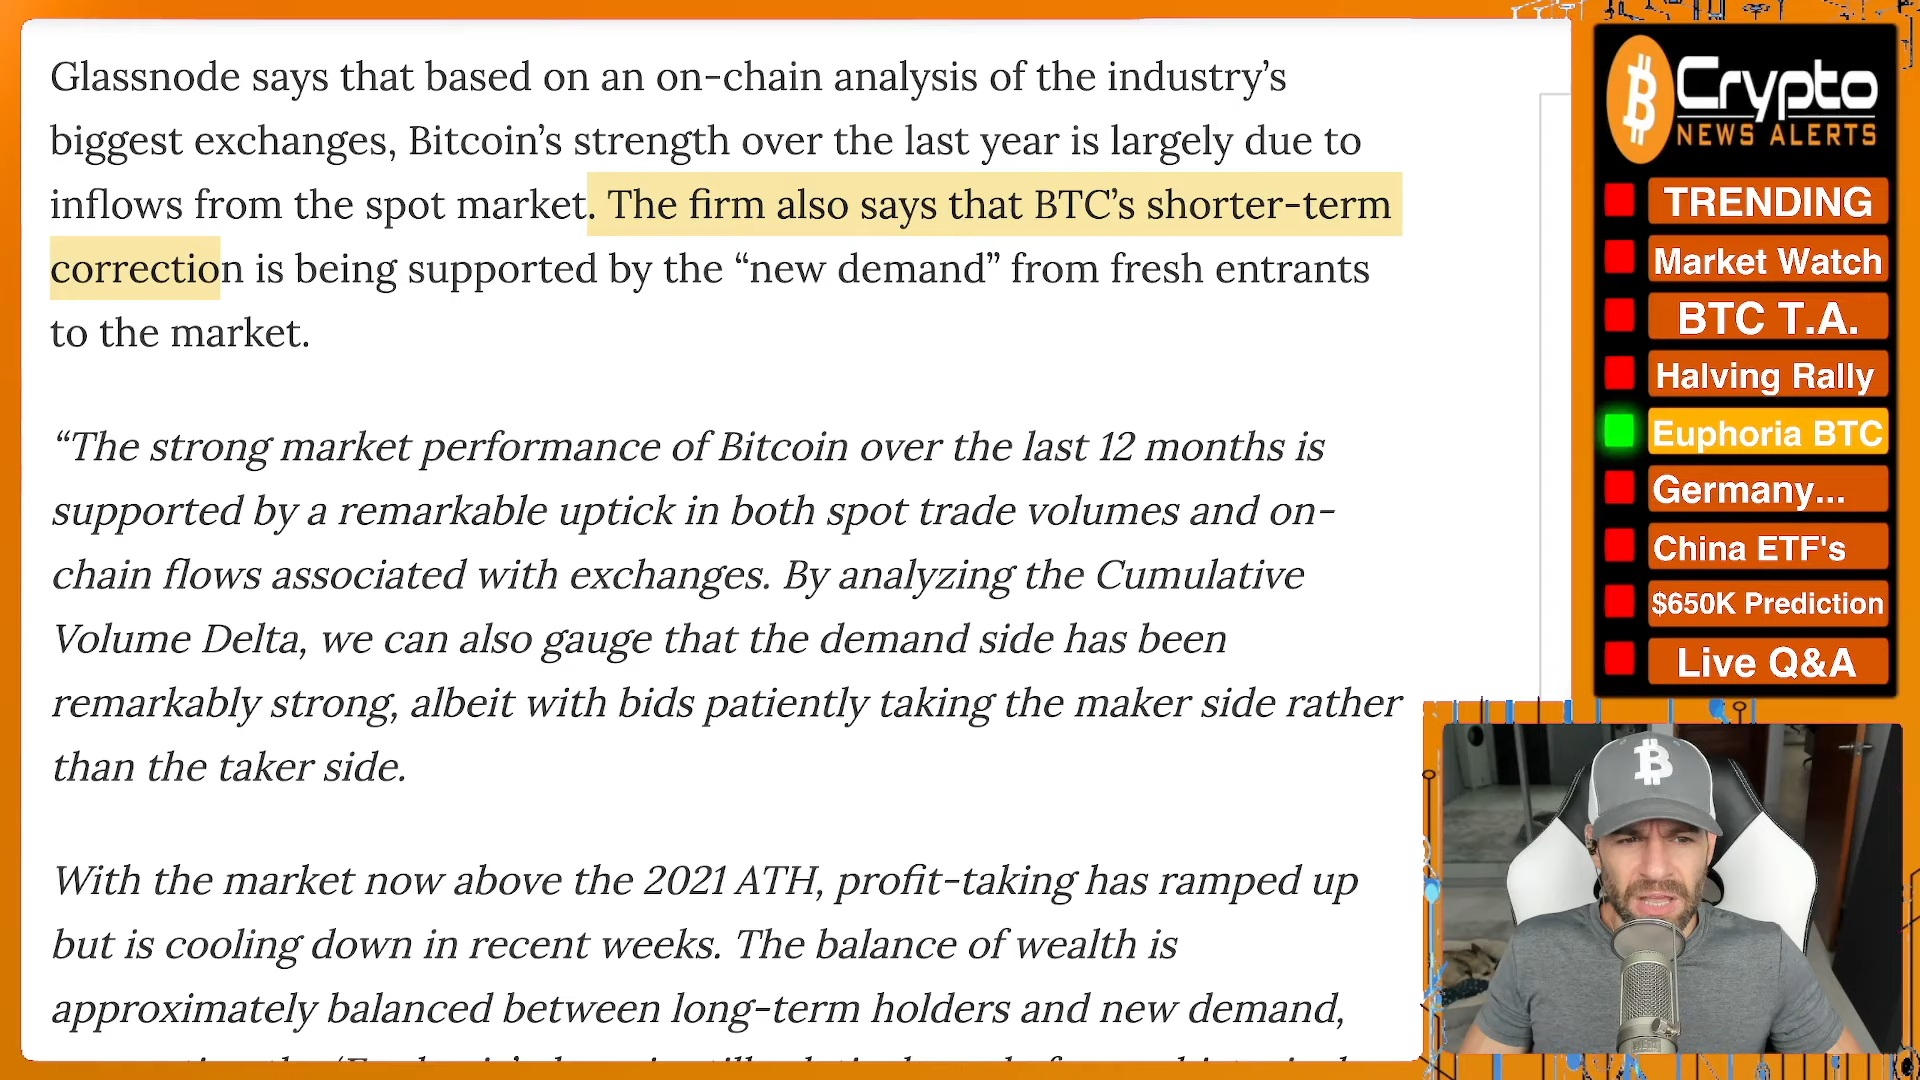 Glassnode says that based on an on-chain analysis of the industry’s
biggest exchanges, Bitcoin’s strength over the last year is largely due to
inflows from the spot market. The firm also says that BTC’s shorter-term
correction is being supported by the “new demand” from fresh entrants
to the market.
“The strong market performance of Bitcoin over the last 12 months is
supported by a remarkable uptick in both spot trade volumes and on-
chain flows associated with exchanges. By analyzing the Cumulative
Volume Delta, we can also gauge that the demand side has been
remarkably strong, albeit with bids patiently taking the maker side rather
than the taker side.
With the market now above the 2021 ATH, profit-taking has ramped up
but is cooling down in recent weeks. The balance of wealth is
approximately balanced between long-term holders and new demand,
Crypto
NEWS ALERTS
TRENDING
Market Watch
BTC T.A.
Halving Rally
Euphoria BTC
Germany...
China ETF's
$650K Prediction
Live Q&A